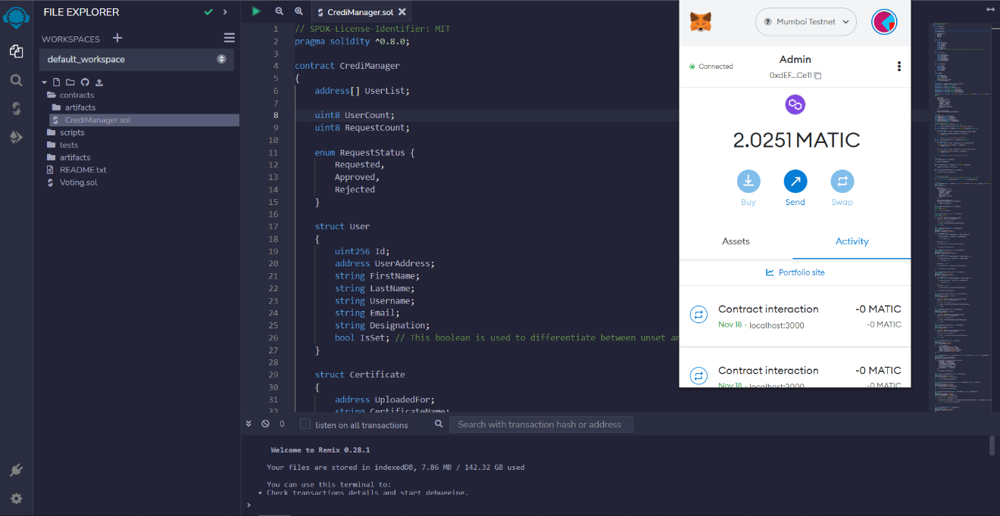 FILE EXPLORER
WORKSPACES
default_workspace
contracts
artifacts
CrediManager.sol
scripts
tests
artifacts
README.txt
Voting.sol
CrediManager.sol
1 // SPDX-License-Identifier: MIT
2 pragma solidity ^0.8.0;
3
4 contract CrediManager
5 {
6 address[] UserList;
7
8 uint8 UserCount;
9 uint8 RequestCount;
10
11 enum RequestStatus {
12 Requested,
13 Approved,
14 Rejected
15 }
16
17 struct User
18 {
19 uint256 Id;
20 address UserAddress;
21 string FirstName;
22 string LastName;
23 string Username;
24 string Email;
25 string Designation;
26 bool IsSet; // This boolean is used to differentiate between unset an
27 }
28
29 struct Certificate
30 {
31 address UploadedFor;
32 string CertificateName;
Mumbai Testnet
Connected
Admin
0xdEF...Ce11
2.0251 MATIC
Buy
Send
Swap
Assets
Activity
Portfolio site
Contract interaction
-0 MATIC
Nov 18 · localhost:3000
-0 MATIC
Contract interaction
-0 MATIC
Nov 18 · localhost:3000
-0 MATIC
0
listen on all transactions
Search with transaction hash or address
Welcome to Remix 0.28.1
Your files are stored in indexedDB, 7.86 MB / 142.32 GB used
You can use this terminal to:
• Check transactions details and start debugging.
>